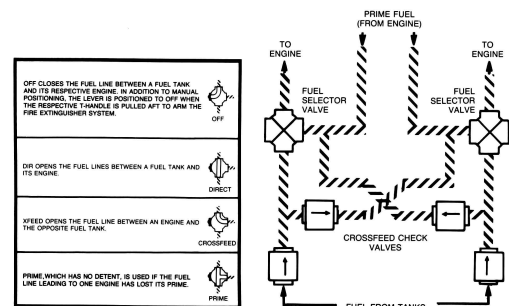 OFF CLOSES THE FUEL LINE BETWEEN A FUEL TANK
AND ITS RESPECTIVE ENGINE. IN ADDITION TO MANUAL
POSITIONING, THE LEVER IS POSITIONED TO OFF WHEN
THE RESPECTIVE T-HANDLE IS PULLED AFT TO ARM THE
FIRE EXTINGUISHER SYSTEM.
OFF
DIR OPENS THE FUEL LINES BETWEEN A FUEL TANK AND
ITS ENGINE.
DIRECT
XFEED OPENS THE FUEL LINE BETWEEN AN ENGINE AND
THE OPPOSITE FUEL TANK.
CROSSFEED
PRIME, WHICH HAS NO DETENT, IS USED IF THE FUEL
LINE LEADING TO ONE ENGINE HAS LOST ITS PRIME.
PRIME
PRIME FUEL
(FROM ENGINE)
TO
ENGINE
TO
ENGINE
FUEL
SELECTOR
VALVE
FUEL
SELECTOR
VALVE
CROSSFEED CHECK
VALVES
FUEL FROM TANKS